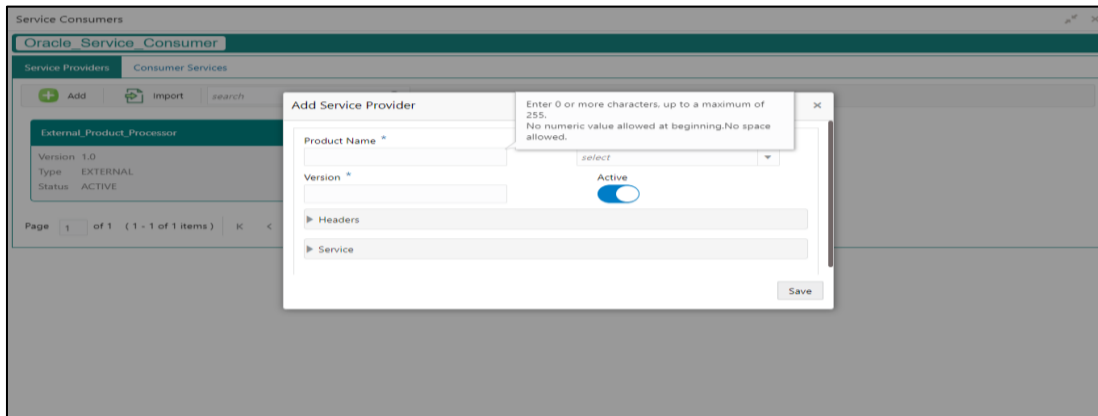 Service Consumers
Oracle_Service_Consumer
Service Providers Consumer Services
Add Import search
External_Product_Processor
Version 1.0
Type EXTERNAL
Status ACTIVE
Page 1 of 1 (1 - 1 of 1 items)
Add Service Provider
Enter 0 or more characters, up to a maximum of
255.
No numeric value allowed at beginning.No space
allowed.
Product Name *
select
Version *
Active
Headers
Service
Save